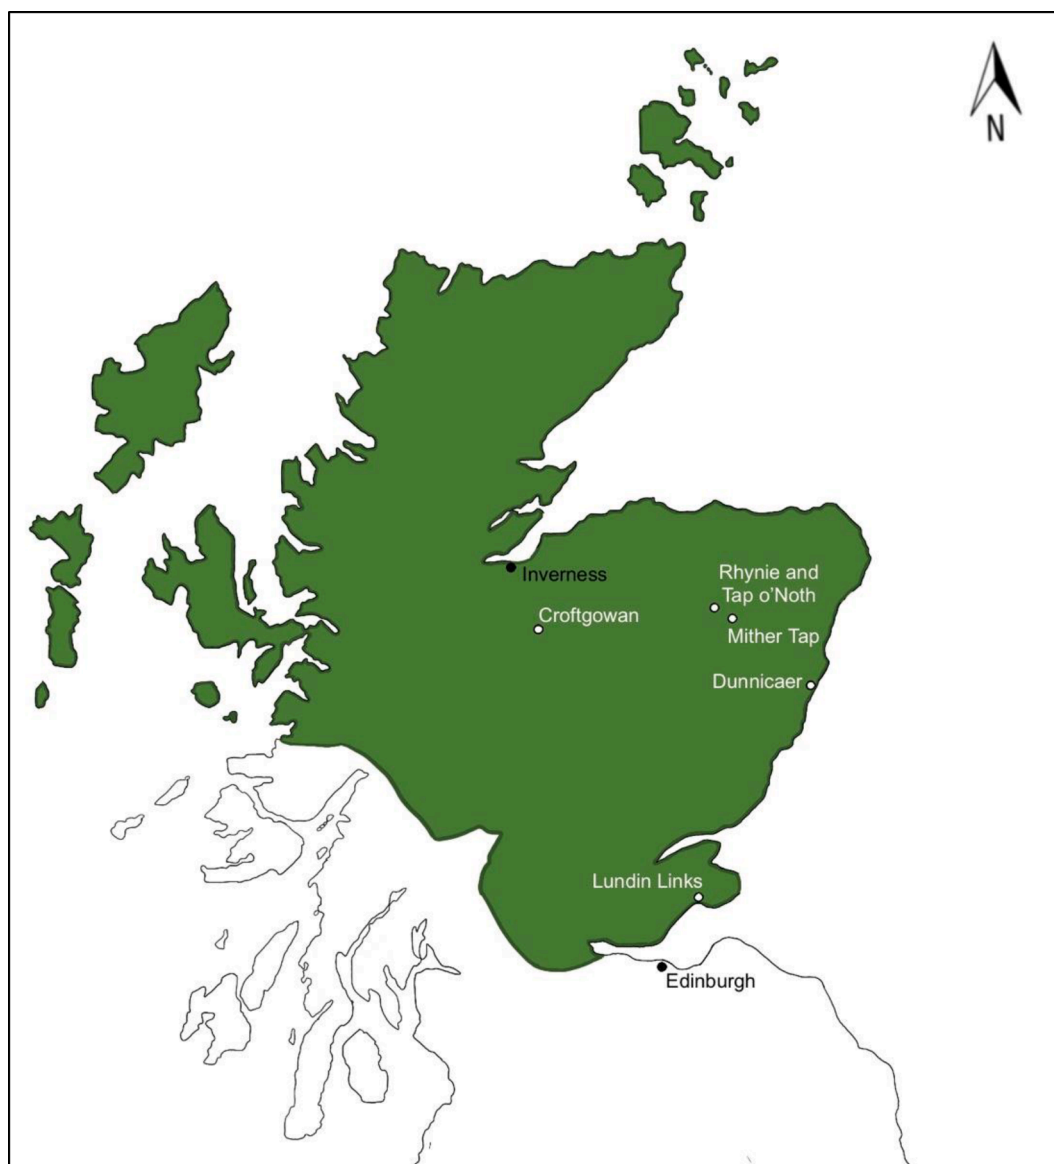 N
Inverness
Rhynie and
Tap o’Noth
Croftgowan
Mither Tap
Dunnicaer
Lundin Links
Edinburgh